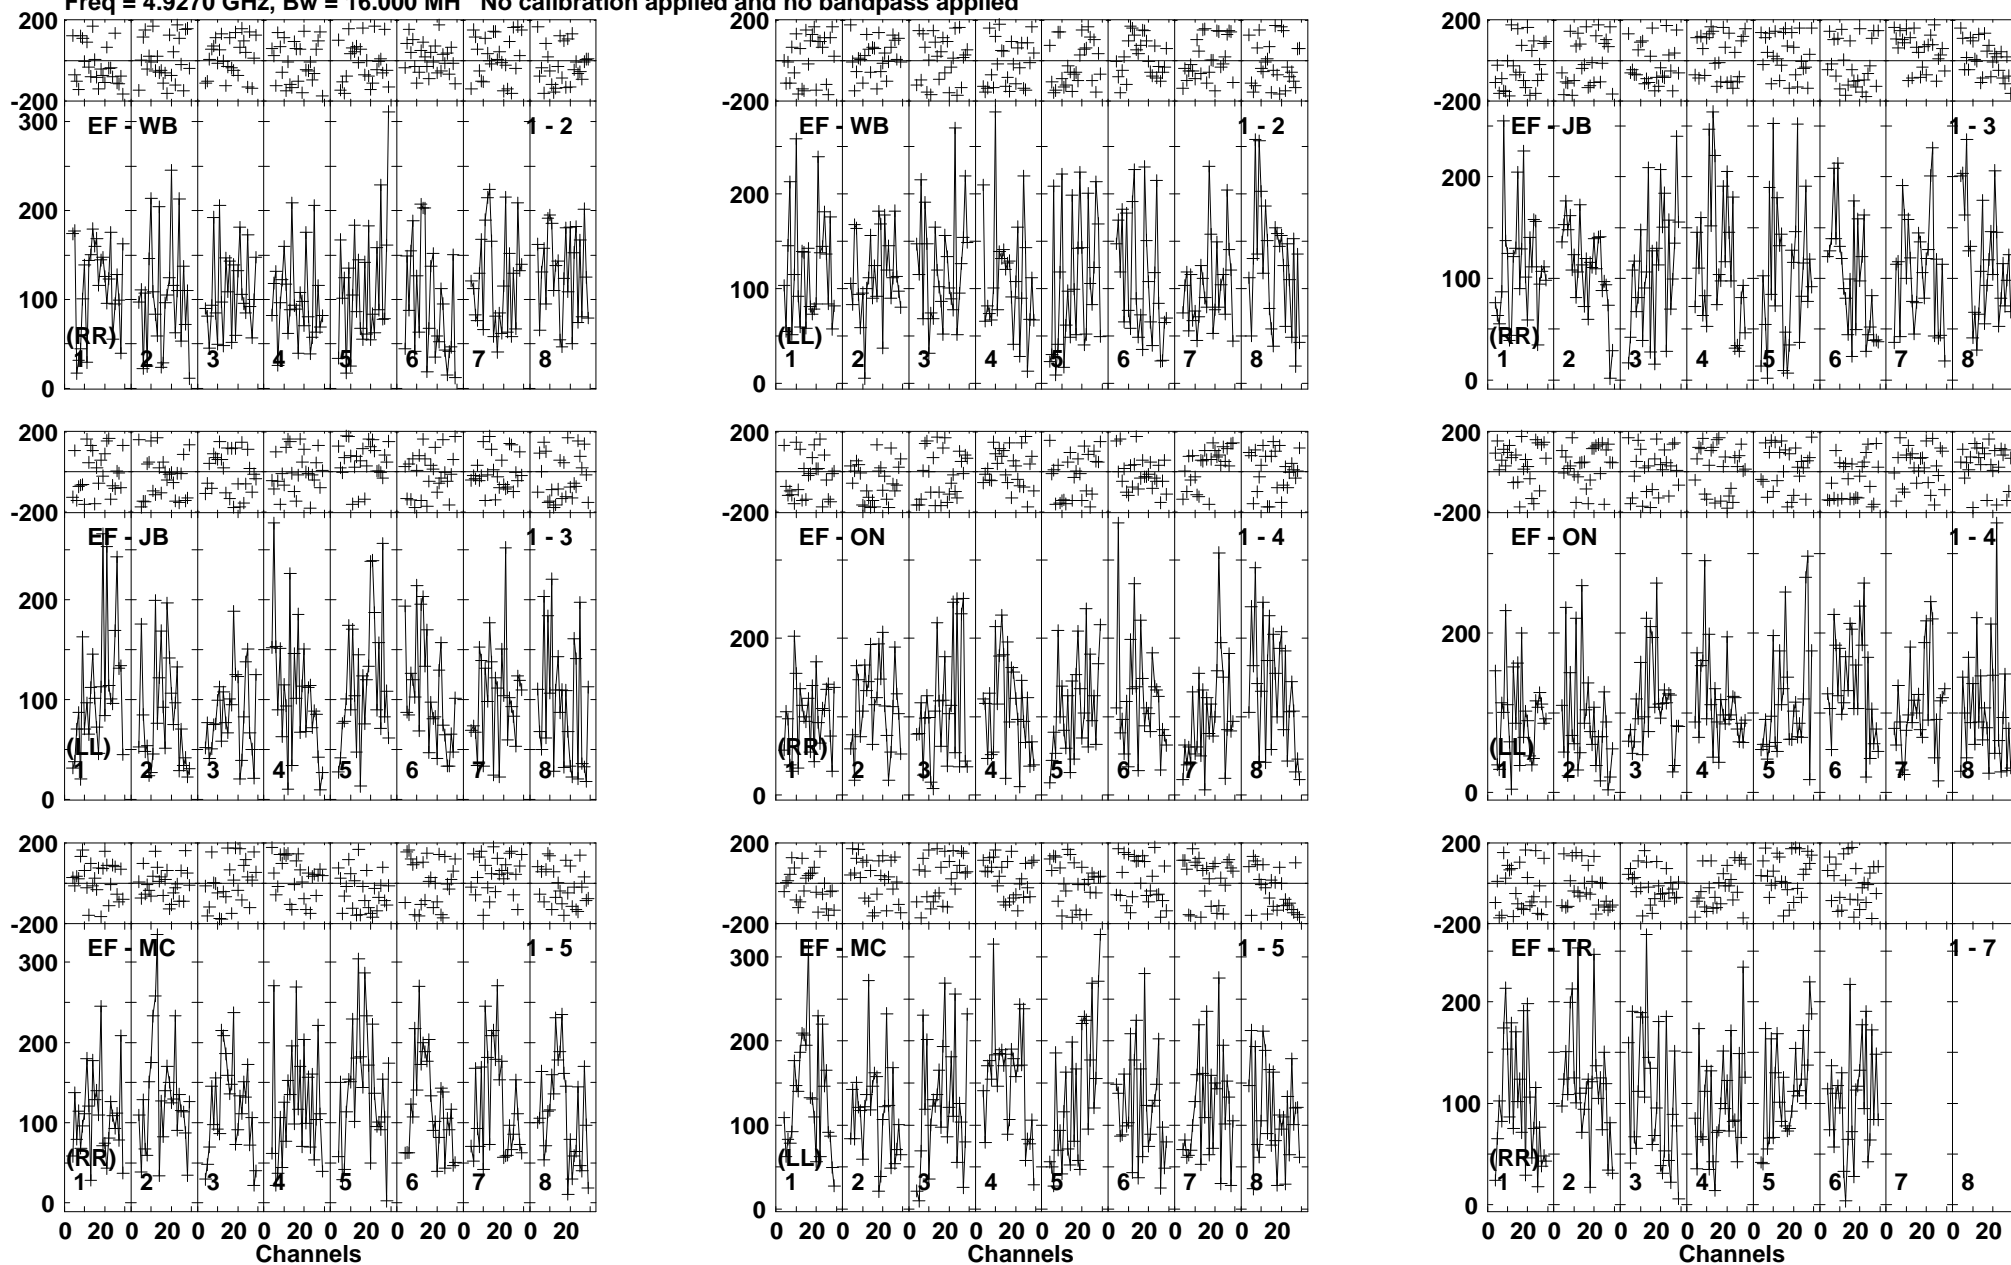 Freq = 4.9270 GHz, Bw = 16.000 MH No calibration applied and no bandpass applied
200 200 200
-200 -200 -200
300
EF - WB 1 - 2 EF - WB 1 - 2 EF - JB 1 - 3
200 200 200
100 100 100
(RR) (LL) (RR)
1 2 3 4 5 6 7 8 1 2 3 4 5 6 7 8 1 2 3 4 5 6 7 8
0 0 0
200 200 200
-200 -200 -200
EF - JB 1 - 3 EF - ON 1 - 4 EF - ON 1 - 4
200 200 200
100
(LL) (RR) (LL)
1 2 3 4 5 6 7 8 1 2 3 4 5 6 7 8 1 2 3 4 5 6 7 8
0 0 0
200 200 200
-200 -200 -200
EF - MC 1 - 5 EF - MC 1 - 5 EF - TR 1 - 7
300 300
200 200 200
100 100 100
(RR) (LL) (RR)
1 2 3 4 5 6 7 8 1 2 3 4 5 6 7 8 1 2 3 4 5 6 7 8
0 0 0
0 20 0 20 0 20 0 20 0 20 0 20 0 20 0 20 0 20 0 20 0 20 0 20 0 20 0 20 0 20 0 20 0 20 0 20 0 20 0 20 0 20 0 20 0 20 0 20
Channels Channels Channels